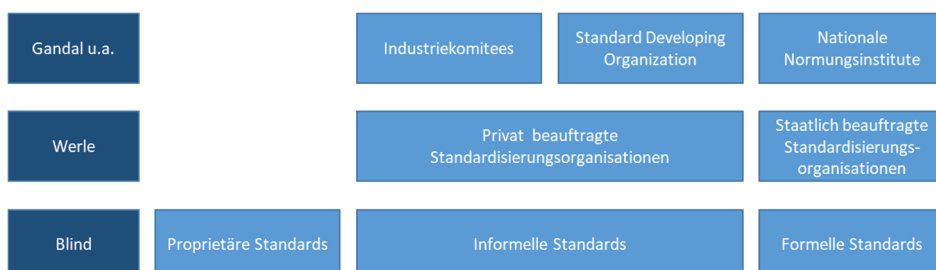 Gandal u.a.
Industriekomitees
Standard Developing
Organization
Nationale
Normungsinstitute
Werle
Privat beauftragte
Standardisierungsorganisationen
Staatlich beauftragte
Standardisierungs-
organisationen
Blind
Proprietäre Standards
Informelle Standards
Formelle Standards